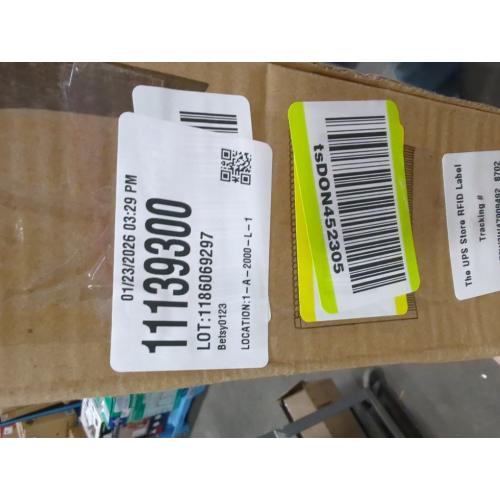 01/23/2026 03:29 PM
11139300
LOT:1186069297
Betsy0123
LOCATION:1-A-2000-L-1
tsDON452305
The UPS Store RFID Label
Tracking #
8702